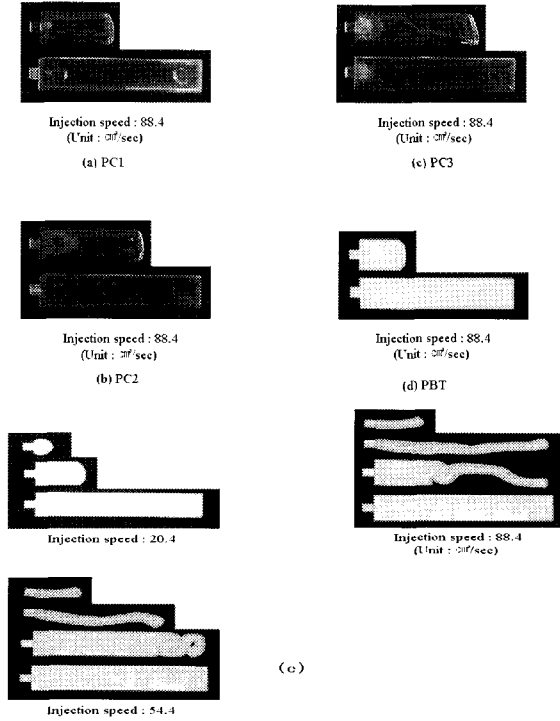 Injection speed : 88.4
(Unit : ㎤/sec)
(a) PC1
Injection speed : 88.4
(Unit : ㎤/sec)
(c) PC3
Injection speed : 88.4
(Unit : ㎤/sec)
(b) PC2
Injection speed : 88.4
(Unit : ㎤/sec)
(d) PBT
Injection speed : 20.4
Injection speed : 88.4
(Unit : ㎤/sec)
(e)
Injection speed : 54.4